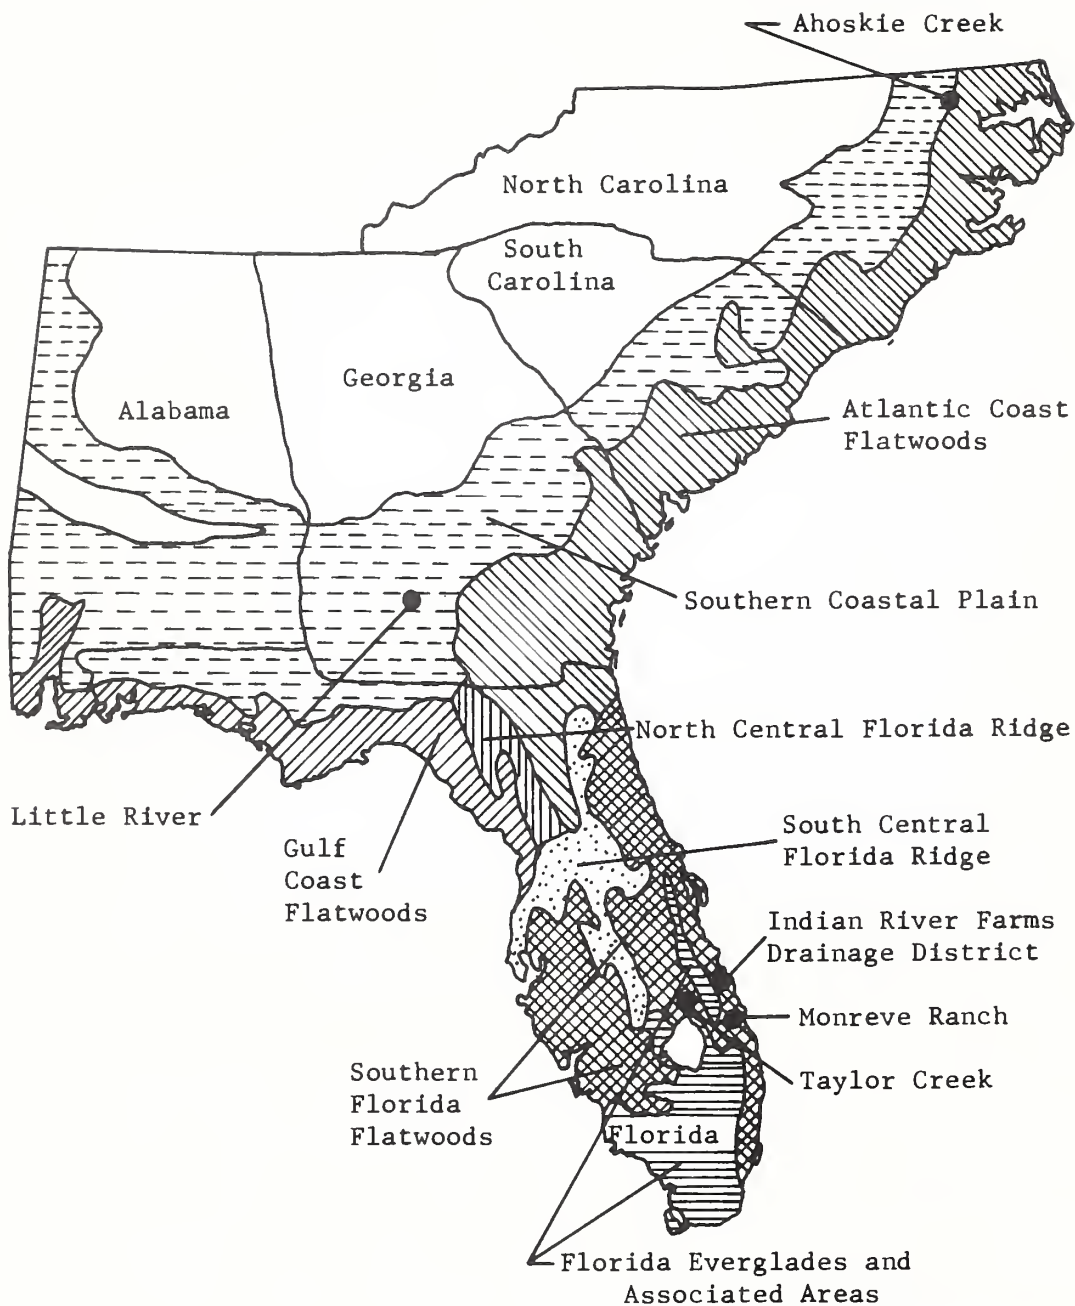 Ahoskie Creek
North Carolina
South
Carolina
Georgia
Alabama
Atlantic Coast
Flatwoods
Southern Coastal Plain
North Central Florida Ridge
Little River
Gulf
Coast
Flatwoods
South Central
Florida Ridge
Indian River Farms
Drainage District
Monreve Ranch
Taylor Creek
Southern
Florida
Flatwoods
Florida
Florida Everglades and
Associated Areas